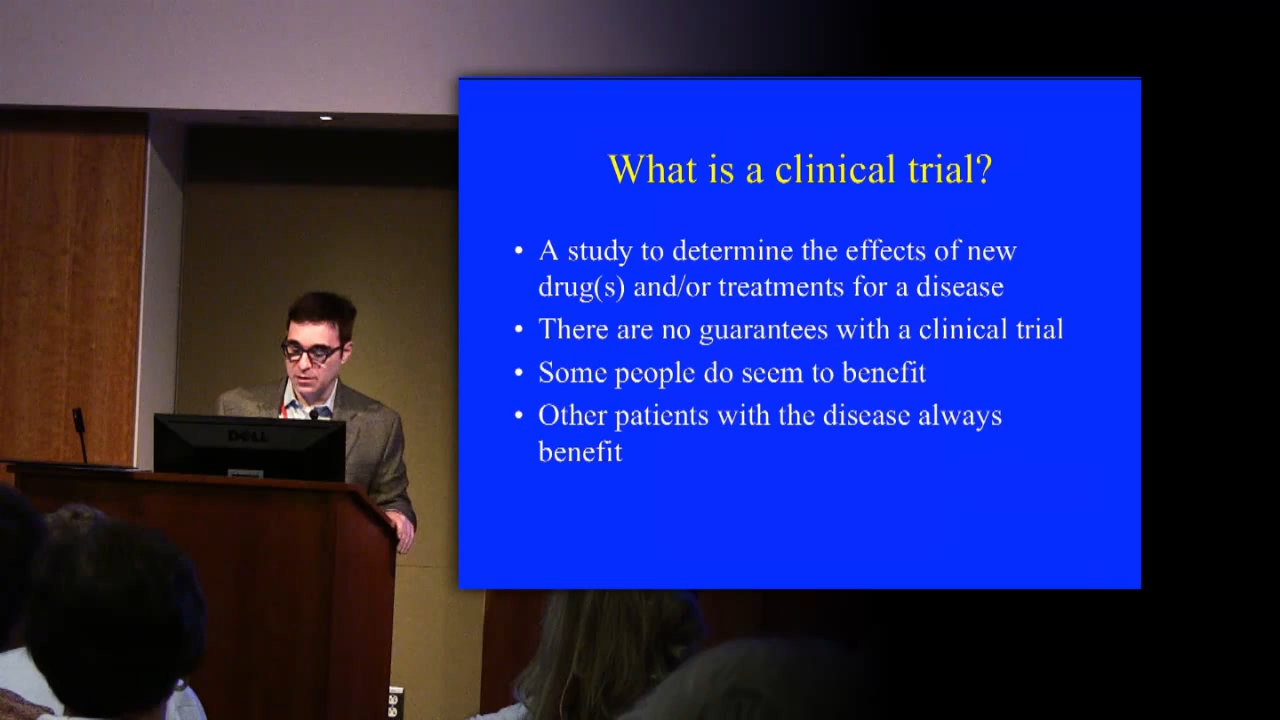 What is a clinical trial?
• A study to determine the effects of new
drug(s) and/or treatments for a disease
• There are no guarantees with a clinical trial
• Some people do seem to benefit
• Other patients with the disease always
benefit
DELL